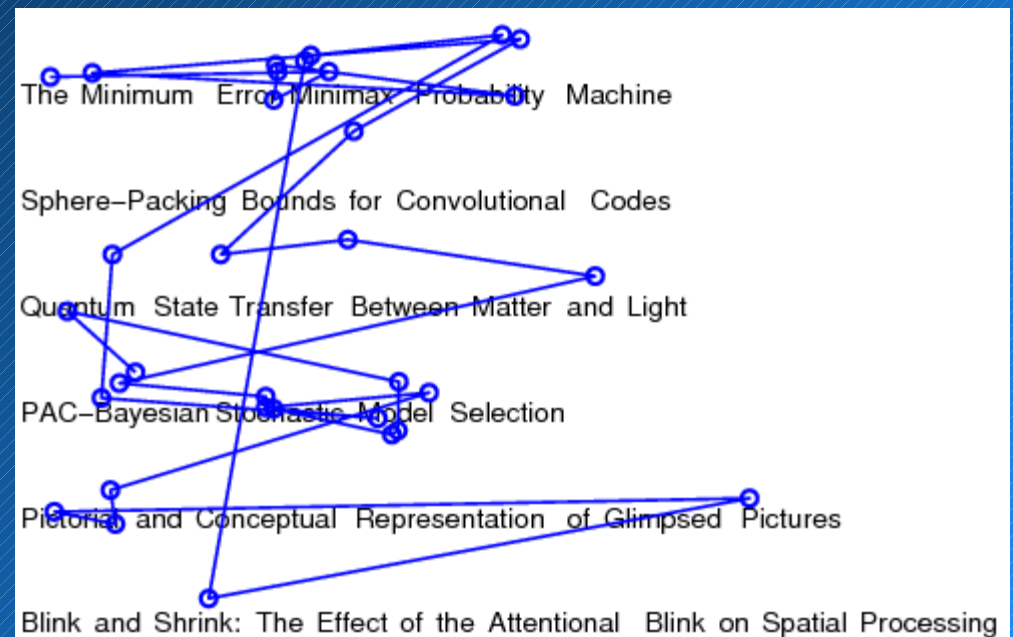 The Minimum Error Minimax Probability Machine
Sphere–Packing Bounds for Convolutional Codes
Quantum State Transfer Between Matter and Light
PAC–Bayesian Stochastic Model Selection
Pictorial and Conceptual Representation of Glimpsed Pictures
Blink and Shrink: The Effect of the Attentional Blink on Spatial Processing